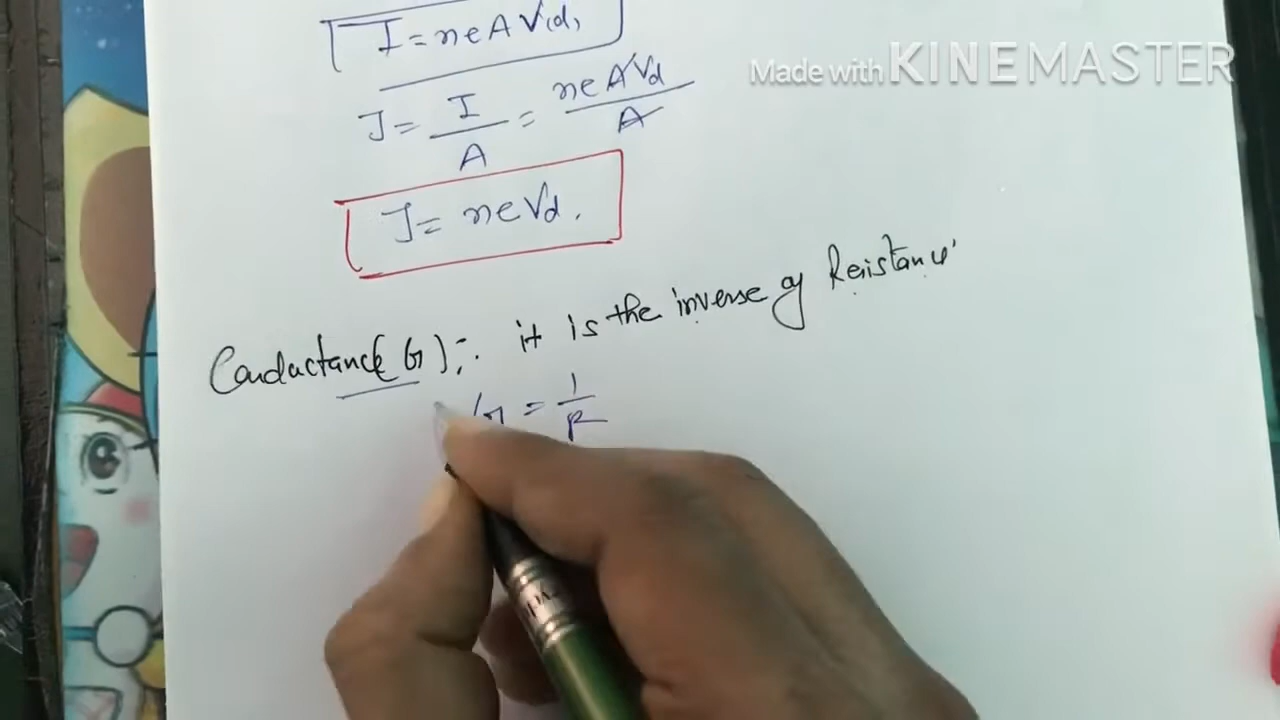 I = neAVd,
Made with KINEMASTER
J = I/A = neAVd/A
J = neVd.
Conductance(G):- it is the inverse of Resistance
G = 1/R